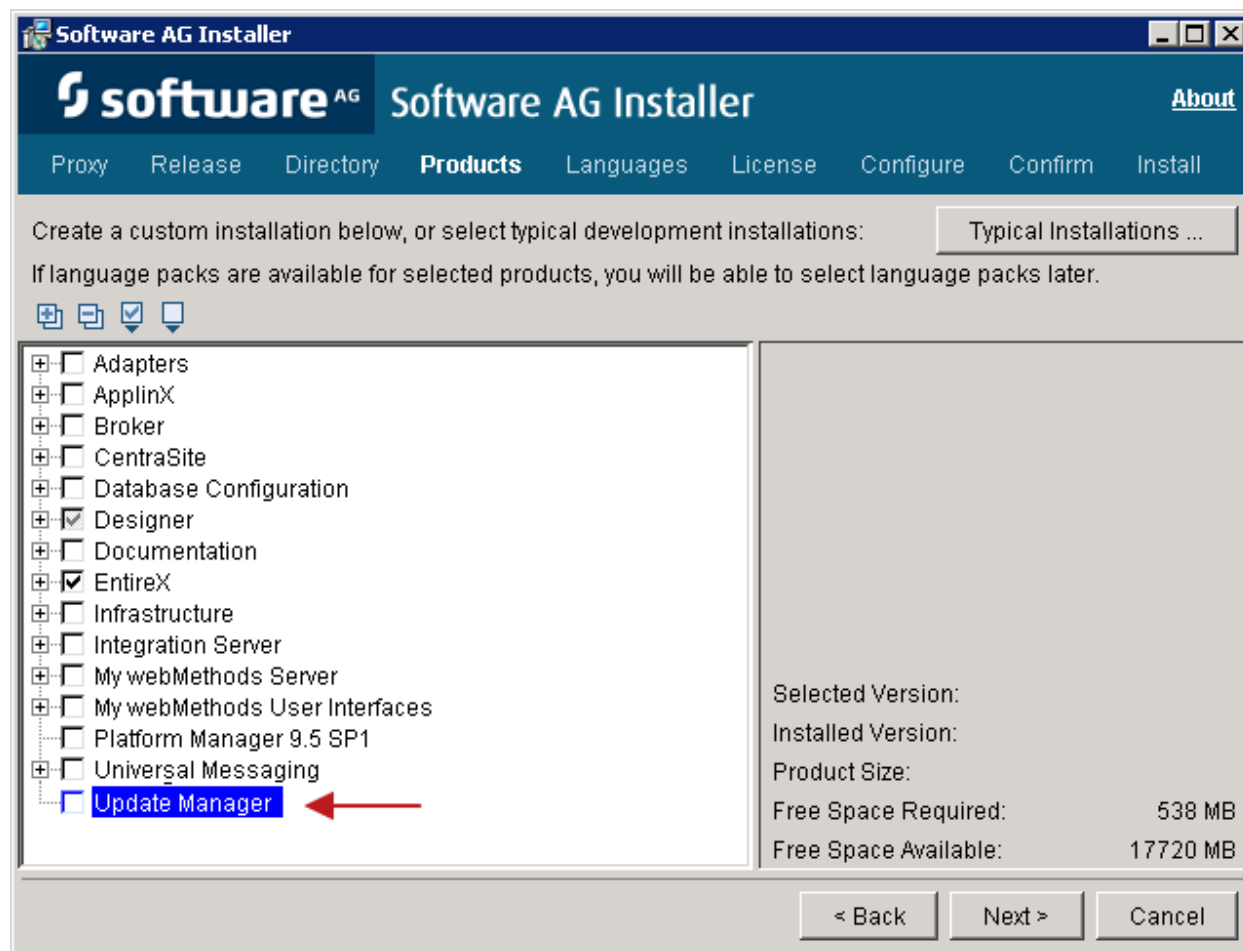 Software AG Installer
software AG Software AG Installer About
Proxy Release Directory Products Languages License Configure Confirm Install
Create a custom installation below, or select typical development installations: Typical Installations ...
If language packs are available for selected products, you will be able to select language packs later.
Adapters
ApplinX
Broker
CentraSite
Database Configuration
Designer
Documentation
EntireX
Infrastructure
Integration Server
My webMethods Server
My webMethods User Interfaces
Platform Manager 9.5 SP1
Universal Messaging
Update Manager
Selected Version:
Installed Version:
Product Size:
Free Space Required: 538 MB
Free Space Available: 17720 MB
< Back Next > Cancel